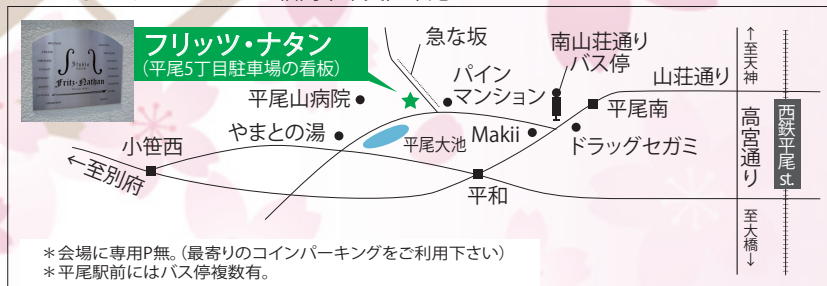 フリッツ・ナタン
(平尾5丁目駐車場の看板)
Studio
Fritz-Nathan
急な坂
南山荘通り
バス停
↑至天神
パイン
マンション
山荘通り
平尾山病院
平尾南
やまとの湯
平尾大池
Makii
ドラッグセガミ
高宮通り
西鉄平尾st.
小笹西
←至別府
平和
至大橋↓
＊会場に専用P無。(最寄りのコインパーキングをご利用下さい)
＊平尾駅前にはバス停複数有。